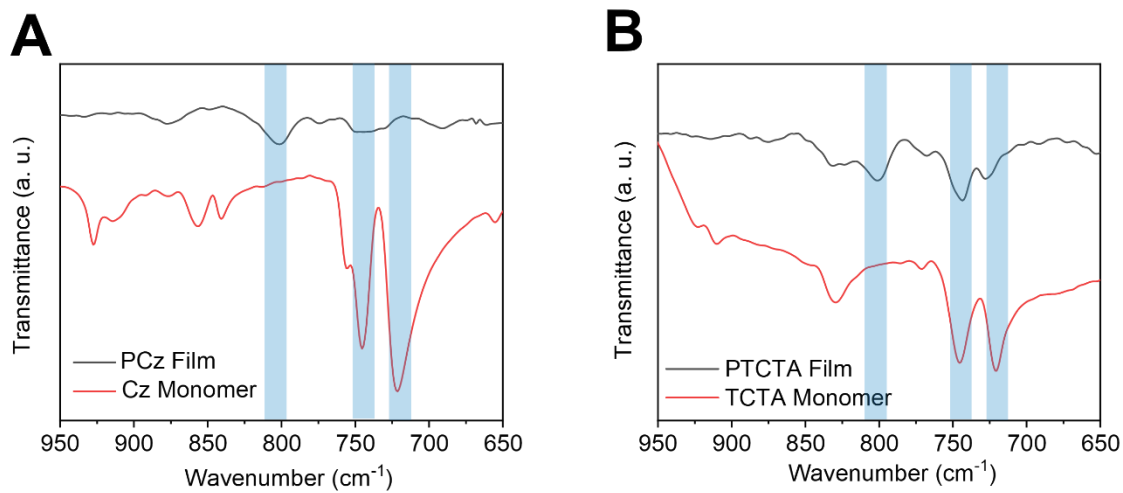 A
Transmittance (a. u.)
PCz Film
Cz Monomer
950 900 850 800 750 700 650
Wavenumber (cm⁻¹)
B
Transmittance (a. u.)
PTCTA Film
TCTA Monomer
950 900 850 800 750 700 650
Wavenumber (cm⁻¹)